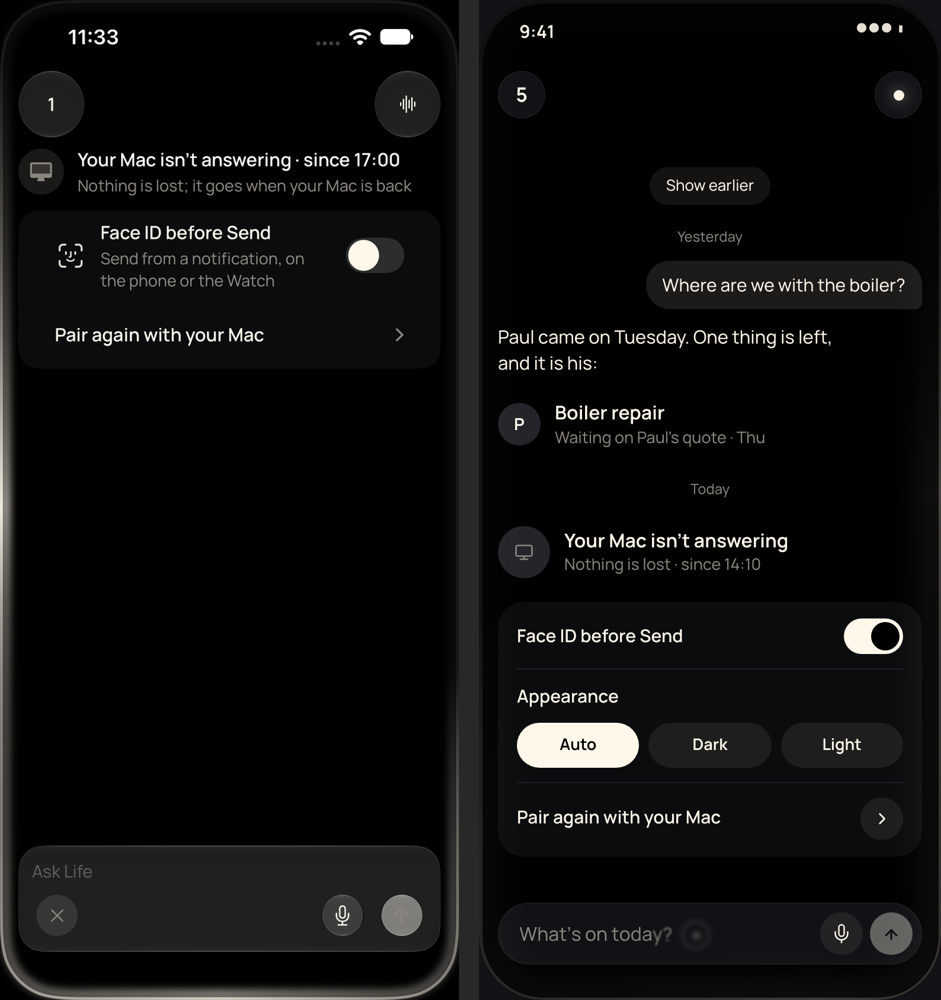 11:33
1
Your Mac isn't answering · since 17:00
Nothing is lost; it goes when your Mac is back
Face ID before Send
Send from a notification, on
the phone or the Watch
Pair again with your Mac
Ask Life
9:41
5
Show earlier
Yesterday
Where are we with the boiler?
Paul came on Tuesday. One thing is left,
and it is his:
P
Boiler repair
Waiting on Paul's quote · Thu
Today
Your Mac isn't answering
Nothing is lost · since 14:10
Face ID before Send
Appearance
Auto
Dark
Light
Pair again with your Mac
What's on today?